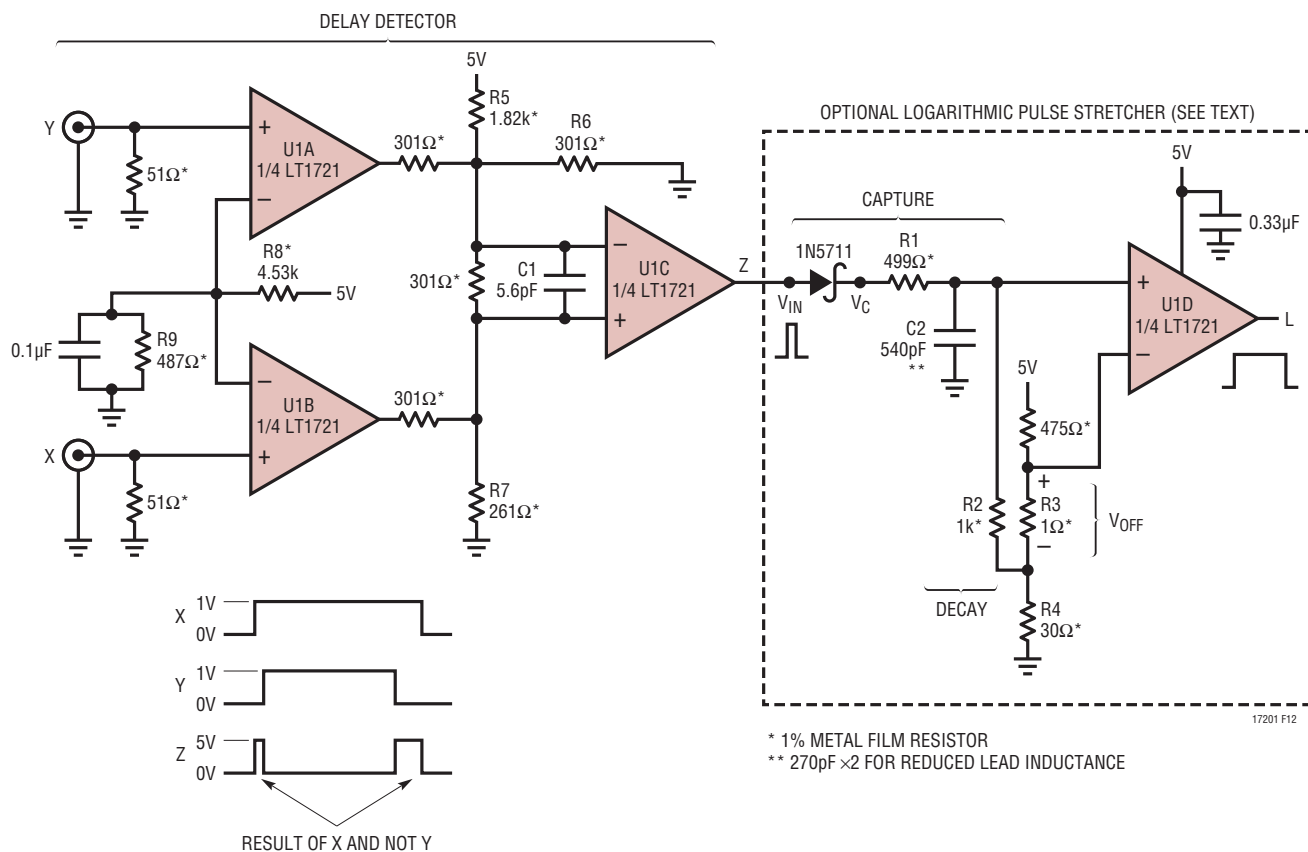 DELAY DETECTOR
5V
R5
1.82k*
R6
301Ω*
Y
+
U1A
1/4 LT1721
−
301Ω*
51Ω*
R8*
4.53k
5V
0.1µF
R9
487Ω*
301Ω*
C1
5.6pF
−
U1C
1/4 LT1721
+
Z
−
U1B
1/4 LT1721
+
301Ω*
X
51Ω*
R7
261Ω*
OPTIONAL LOGARITHMIC PULSE STRETCHER (SEE TEXT)
5V
0.33µF
CAPTURE
1N5711
R1
499Ω*
VIN
VC
C2
540pF
**
+
U1D
1/4 LT1721
−
L
5V
475Ω*
R2
1k*
+
R3
1Ω*
−
VOFF
DECAY
R4
30Ω*
17201 F12
X
1V
0V
Y
1V
0V
Z
5V
0V
RESULT OF X AND NOT Y
* 1% METAL FILM RESISTOR
** 270pF ×2 FOR REDUCED LEAD INDUCTANCE